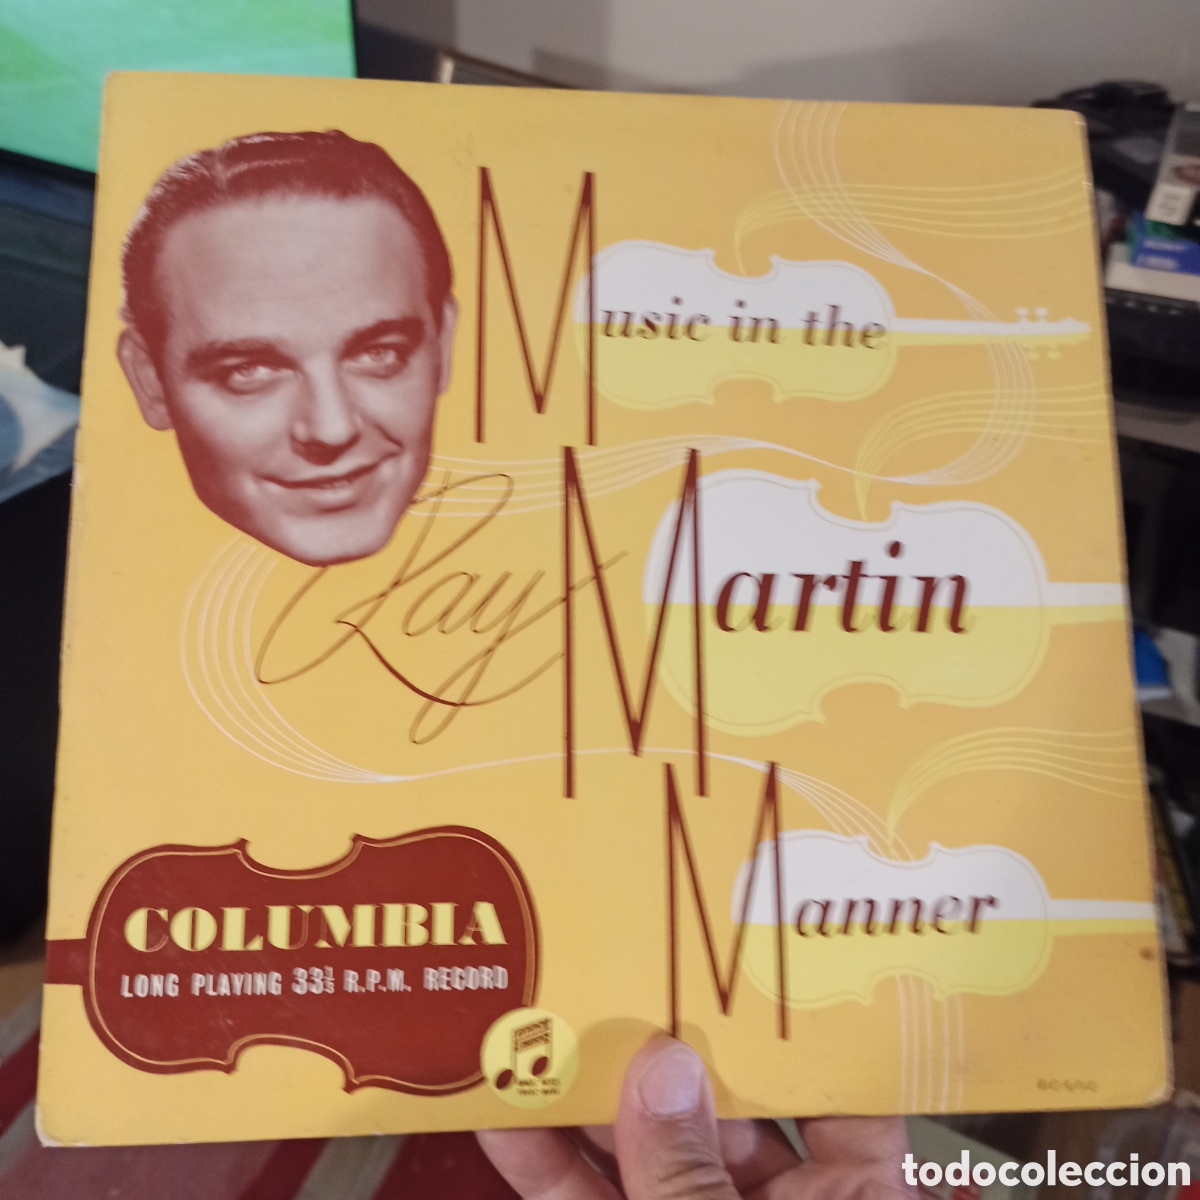 Music in the
Ray Martin
Manner
COLUMBIA
LONG PLAYING 33⅓ R.P.M. RECORD
todocoleccion